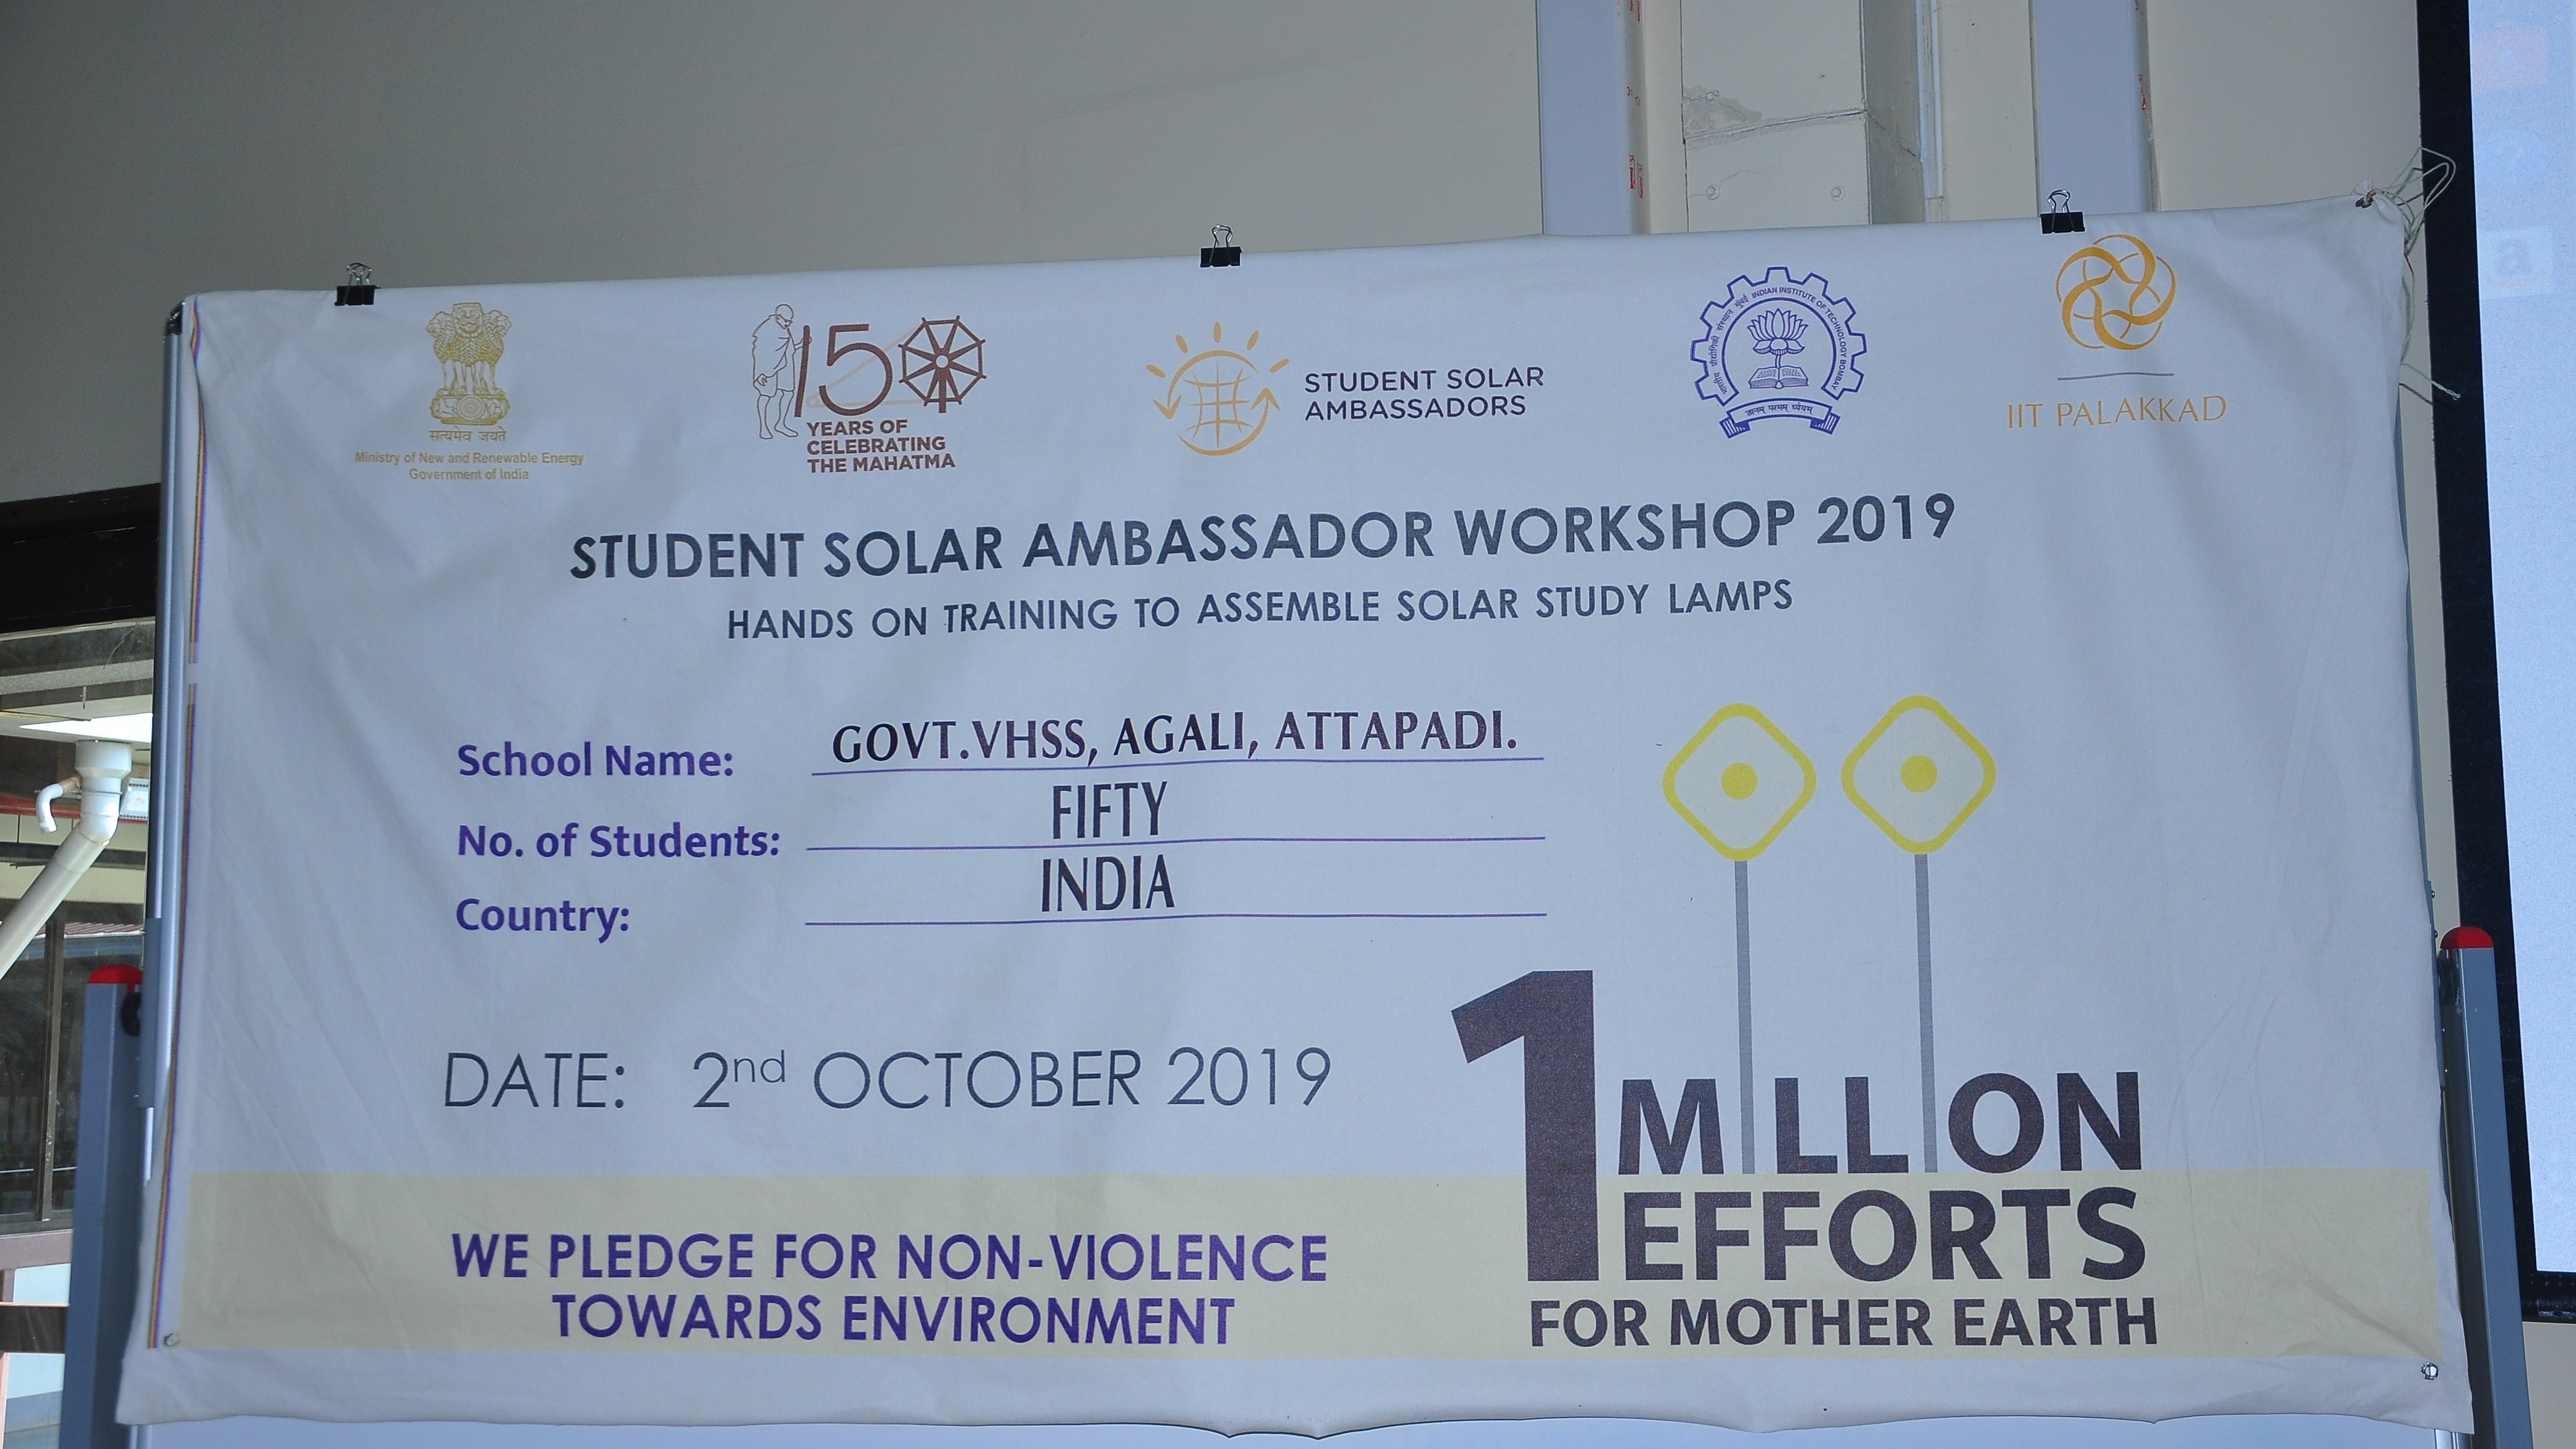 सत्यमेव जयते
Ministry of New and Renewable Energy
Government of India
150
YEARS OF
CELEBRATING
THE MAHATMA
STUDENT SOLAR
AMBASSADORS
भारतीय प्रौद्योगिकी संस्थान मुंबई INDIAN INSTITUTE OF TECHNOLOGY BOMBAY
ज्ञानम् परमम् ध्येयम्
IIT PALAKKAD
STUDENT SOLAR AMBASSADOR WORKSHOP 2019
HANDS ON TRAINING TO ASSEMBLE SOLAR STUDY LAMPS
School Name: GOVT.VHSS, AGALI, ATTAPADI.
No. of Students: FIFTY
Country: INDIA
DATE: 2nd OCTOBER 2019
WE PLEDGE FOR NON-VIOLENCE
TOWARDS ENVIRONMENT
1 MILLION
EFFORTS
FOR MOTHER EARTH